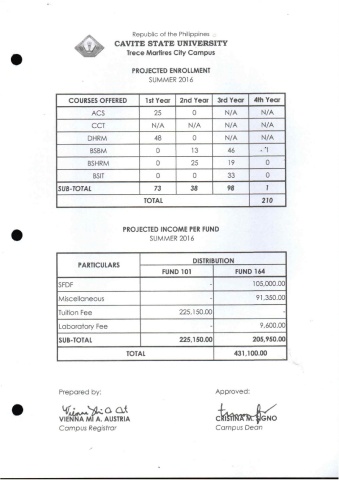 Republic of the Philippines
CAVITE STATE UNIVERSITY
Trece Martires City Campus
PROJECTED ENROLLMENT
SUMMER 2016
COURSES OFFERED 1st Year 2nd Year 3rd Year 4th Year
ACS 25 0 N/A N/A
CCT N/A N/A N/A N/A
DHRM 48 0 N/A N/A
BSBM 0 13 46 1
BSHRM 0 25 19 0
BSIT 0 0 33 0
SUB-TOTAL 73 38 98 1
TOTAL 210
PROJECTED INCOME PER FUND
SUMMER 2016
PARTICULARS DISTRIBUTION
FUND 101 FUND 164
SFDF - 105,000.00
Miscellaneous - 91,350.00
Tuition Fee 225,150.00 -
Laboratory Fee - 9,600.00
SUB-TOTAL 225,150.00 205,950.00
TOTAL 431,100.00
Prepared by: Approved:
VIENNA MI A. AUSTRIA CRISTINA M. SIGNO
Campus Registrar Campus Dean